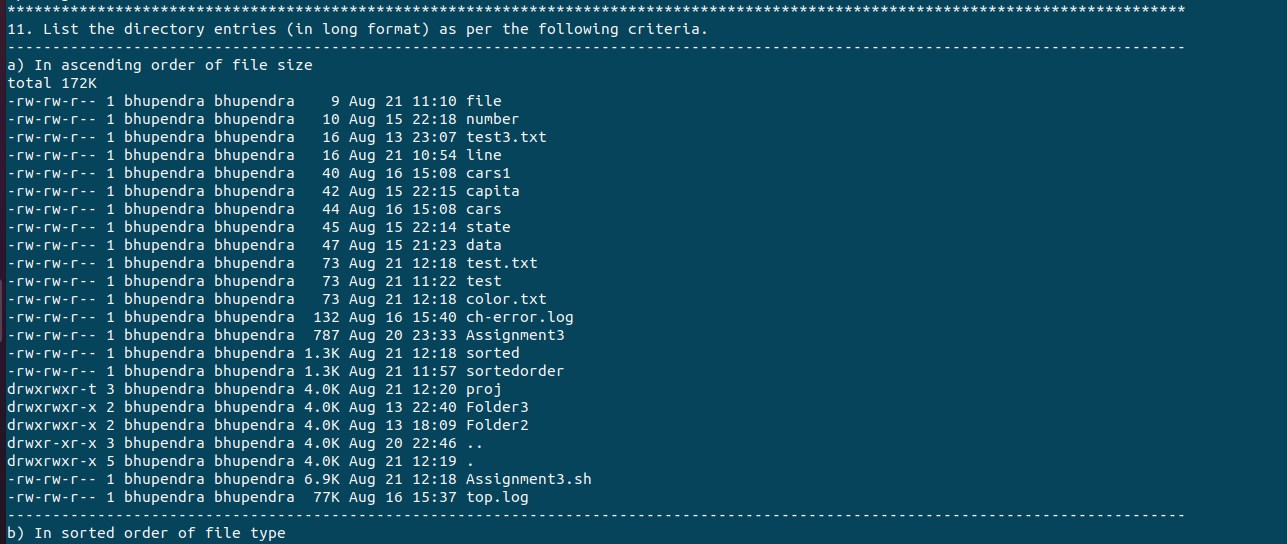 ***********************************************************************************************************************************
11. List the directory entries (in long format) as per the following criteria.
-----------------------------------------------------------------------------------------------------------------------------------
a) In ascending order of file size
total 172K
-rw-rw-r-- 1 bhupendra bhupendra    9 Aug 21 11:10 file
-rw-rw-r-- 1 bhupendra bhupendra   10 Aug 15 22:18 number
-rw-rw-r-- 1 bhupendra bhupendra   16 Aug 13 23:07 test3.txt
-rw-rw-r-- 1 bhupendra bhupendra   16 Aug 21 10:54 line
-rw-rw-r-- 1 bhupendra bhupendra   40 Aug 16 15:08 cars1
-rw-rw-r-- 1 bhupendra bhupendra   42 Aug 15 22:15 capita
-rw-rw-r-- 1 bhupendra bhupendra   44 Aug 16 15:08 cars
-rw-rw-r-- 1 bhupendra bhupendra   45 Aug 15 22:14 state
-rw-rw-r-- 1 bhupendra bhupendra   47 Aug 15 21:23 data
-rw-rw-r-- 1 bhupendra bhupendra   73 Aug 21 12:18 test.txt
-rw-rw-r-- 1 bhupendra bhupendra   73 Aug 21 11:22 test
-rw-rw-r-- 1 bhupendra bhupendra   73 Aug 21 12:18 color.txt
-rw-rw-r-- 1 bhupendra bhupendra  132 Aug 16 15:40 ch-error.log
-rw-rw-r-- 1 bhupendra bhupendra  787 Aug 20 23:33 Assignment3
-rw-rw-r-- 1 bhupendra bhupendra 1.3K Aug 21 12:18 sorted
-rw-rw-r-- 1 bhupendra bhupendra 1.3K Aug 21 11:57 sortedorder
drwxrwxr-t 3 bhupendra bhupendra 4.0K Aug 21 12:20 proj
drwxrwxr-x 2 bhupendra bhupendra 4.0K Aug 13 22:40 Folder3
drwxrwxr-x 2 bhupendra bhupendra 4.0K Aug 13 18:09 Folder2
drwxr-xr-x 3 bhupendra bhupendra 4.0K Aug 20 22:46 ..
drwxrwxr-x 5 bhupendra bhupendra 4.0K Aug 21 12:19 .
-rw-rw-r-- 1 bhupendra bhupendra 6.9K Aug 21 12:18 Assignment3.sh
-rw-rw-r-- 1 bhupendra bhupendra  77K Aug 16 15:37 top.log
-----------------------------------------------------------------------------------------------------------------------------------
b) In sorted order of file type